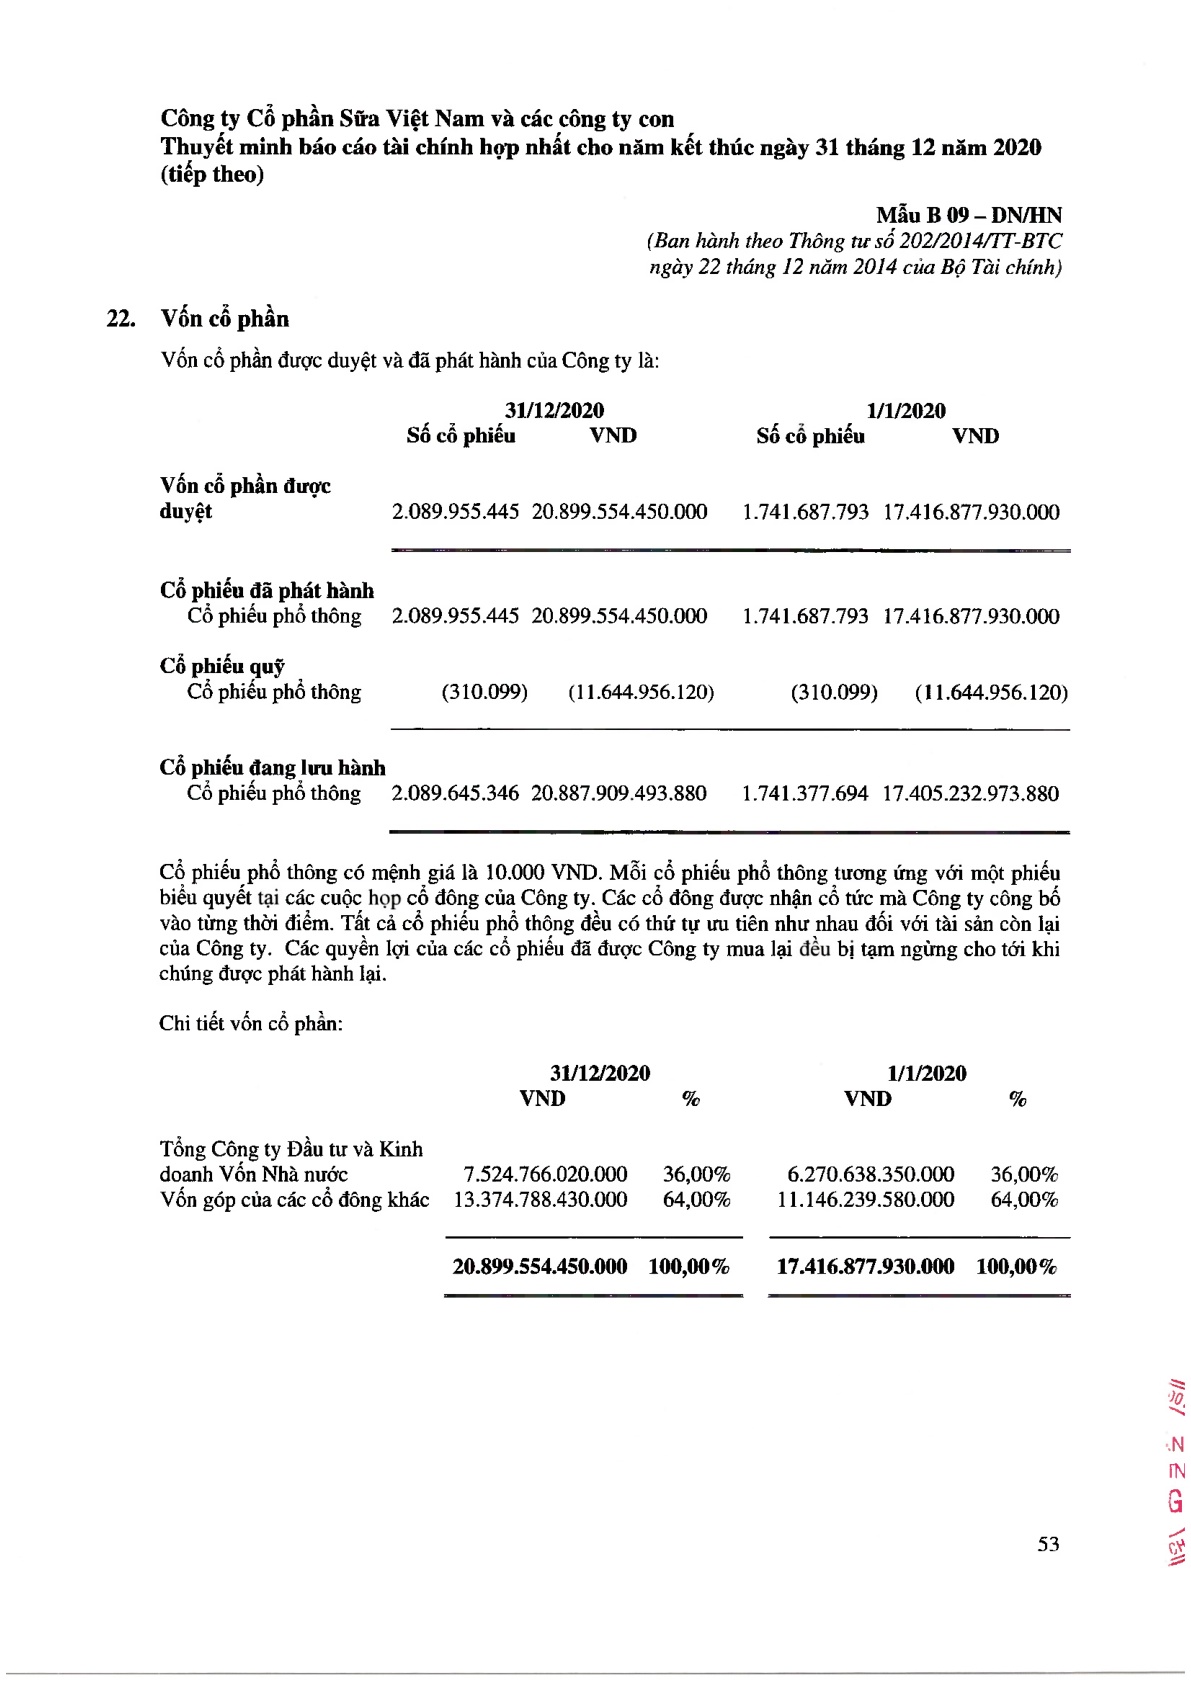 Công ty Cổ phần Sữa Việt Nam và các công ty con
Thuyết minh báo cáo tài chính hợp nhất cho năm kết thúc ngày 31 tháng 12 năm 2020
(tiếp theo)
Mẫu B 09 – DN/HN
(Ban hành theo Thông tư số 202/2014/TT-BTC
ngày 22 tháng 12 năm 2014 của Bộ Tài chính)
22. Vốn cổ phần
Vốn cổ phần được duyệt và đã phát hành của Công ty là:
31/12/2020 1/1/2020
Số cổ phiếu VND Số cổ phiếu VND
Vốn cổ phần được
duyệt 2.089.955.445 20.899.554.450.000 1.741.687.793 17.416.877.930.000
Cổ phiếu đã phát hành
Cổ phiếu phổ thông 2.089.955.445 20.899.554.450.000 1.741.687.793 17.416.877.930.000
Cổ phiếu quỹ
Cổ phiếu phổ thông (310.099) (11.644.956.120) (310.099) (11.644.956.120)
Cổ phiếu đang lưu hành
Cổ phiếu phổ thông 2.089.645.346 20.887.909.493.880 1.741.377.694 17.405.232.973.880
Cổ phiếu phổ thông có mệnh giá là 10.000 VND. Mỗi cổ phiếu phổ thông tương ứng với một phiếu
biểu quyết tại các cuộc họp cổ đông của Công ty. Các cổ đông được nhận cổ tức mà Công ty công bố
vào từng thời điểm. Tất cả cổ phiếu phổ thông đều có thứ tự ưu tiên như nhau đối với tài sản còn lại
của Công ty. Các quyền lợi của các cổ phiếu đã được Công ty mua lại đều bị tạm ngừng cho tới khi
chúng được phát hành lại.
Chi tiết vốn cổ phần:
31/12/2020 1/1/2020
VND % VND %
Tổng Công ty Đầu tư và Kinh
doanh Vốn Nhà nước 7.524.766.020.000 36,00% 6.270.638.350.000 36,00%
Vốn góp của các cổ đông khác 13.374.788.430.000 64,00% 11.146.239.580.000 64,00%
20.899.554.450.000 100,00% 17.416.877.930.000 100,00%
53